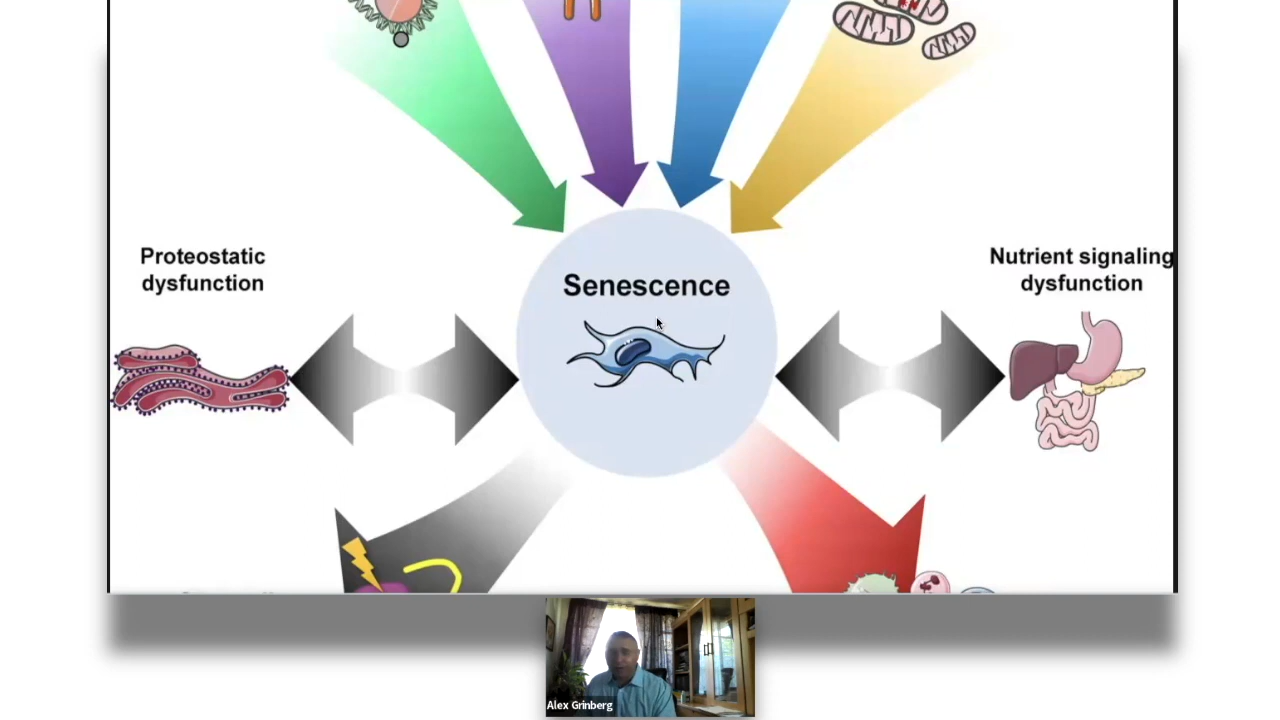 Proteostatic
dysfunction
Senescence
Nutrient signaling
dysfunction
Alex Grinberg